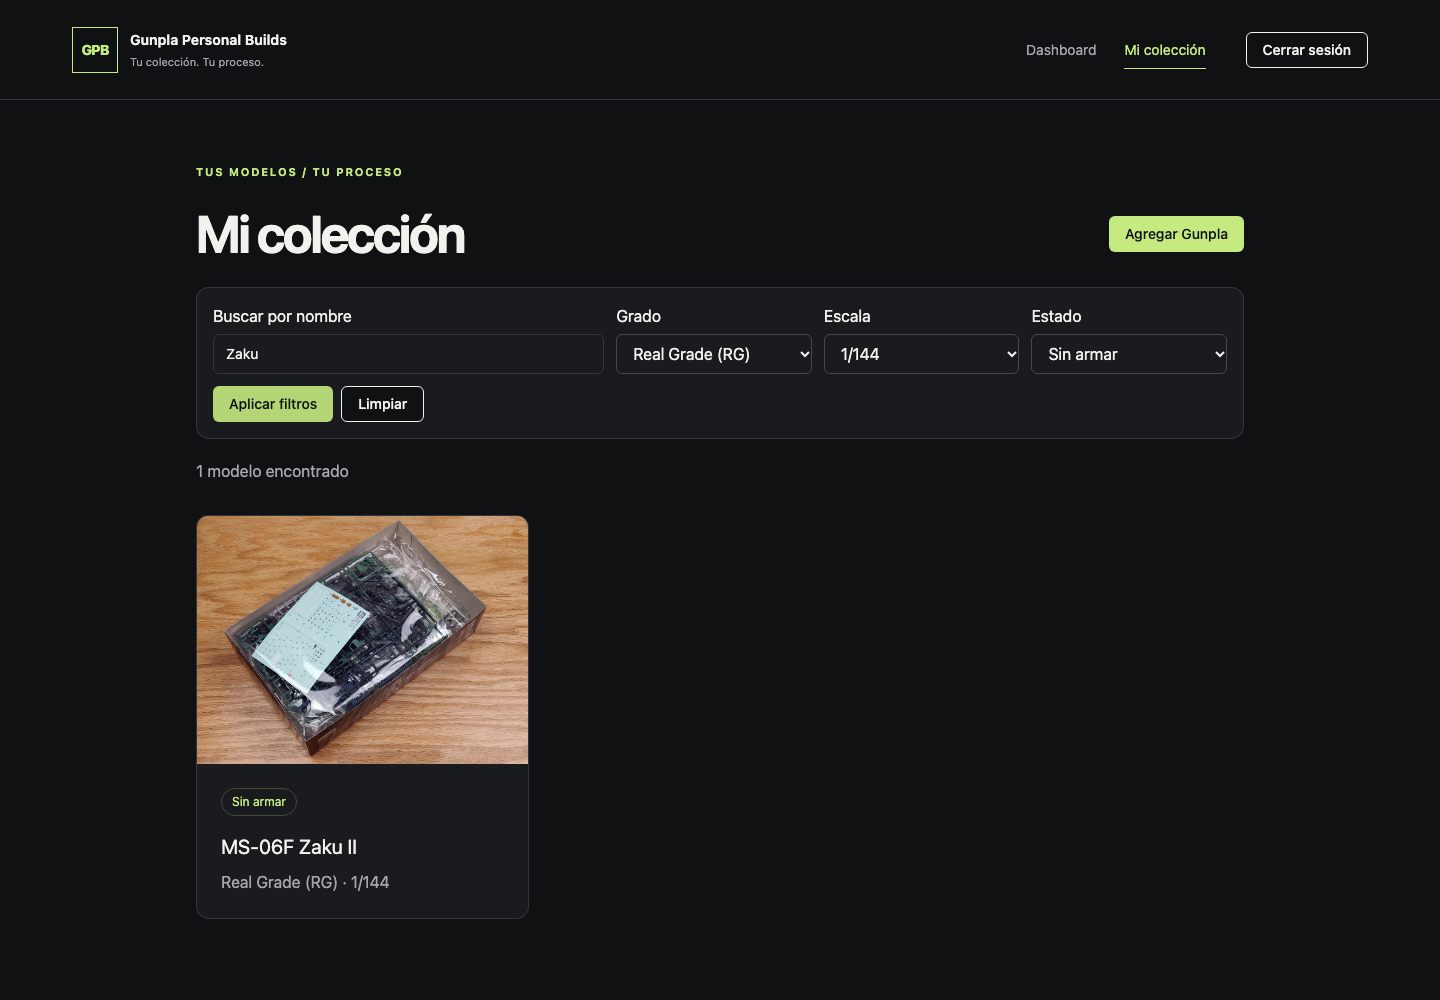 GPB
Gunpla Personal Builds
Tu colección. Tu proceso.
Dashboard
Mi colección
Cerrar sesión
TUS MODELOS / TU PROCESO
Mi colección
Agregar Gunpla
Buscar por nombre
Grado
Escala
Estado
Zaku
Real Grade (RG)
1/144
Sin armar
Aplicar filtros
Limpiar
1 modelo encontrado
Sin armar
MS-06F Zaku II
Real Grade (RG) · 1/144